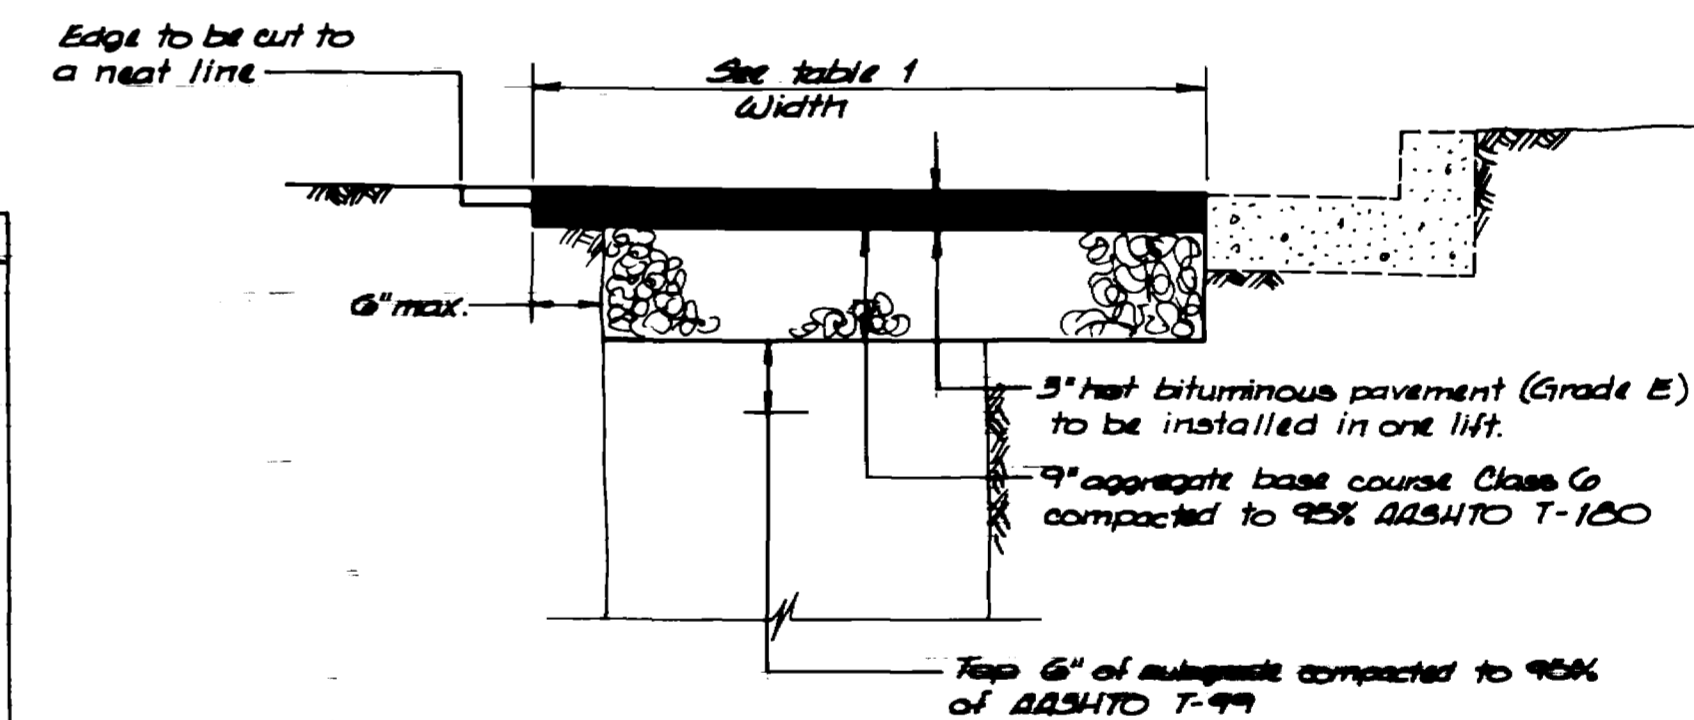 Edge to be cut to
a neat line
See table 1
Width
6" max.
3" hot bituminous pavement (Grade E)
to be installed in one lift.
9" aggregate base course Class 6
compacted to 95% AASHTO T-180
Top 6" of subgrade compacted to 95%
of AASHTO T-99